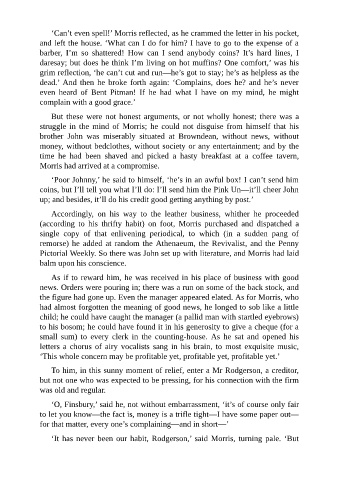 ‘Can’t even spell!’ Morris reflected, as he crammed the letter in his pocket,
and left the house. ‘What can I do for him? I have to go to the expense of a
barber, I’m so shattered! How can I send anybody coins? It’s hard lines, I
daresay; but does he think I’m living on hot muffins? One comfort,’ was his
grim reflection, ‘he can’t cut and run—he’s got to stay; he’s as helpless as the
dead.’ And then he broke forth again: ‘Complains, does he? and he’s never
even heard of Bent Pitman! If he had what I have on my mind, he might
complain with a good grace.’
But these were not honest arguments, or not wholly honest; there was a
struggle in the mind of Morris; he could not disguise from himself that his
brother John was miserably situated at Browndean, without news, without
money, without bedclothes, without society or any entertainment; and by the
time he had been shaved and picked a hasty breakfast at a coffee tavern,
Morris had arrived at a compromise.
‘Poor Johnny,’ he said to himself, ‘he’s in an awful box! I can’t send him
coins, but I’ll tell you what I’ll do: I’ll send him the Pink Un—it’ll cheer John
up; and besides, it’ll do his credit good getting anything by post.’
Accordingly, on his way to the leather business, whither he proceeded
(according to his thrifty habit) on foot, Morris purchased and dispatched a
single copy of that enlivening periodical, to which (in a sudden pang of
remorse) he added at random the Athenaeum, the Revivalist, and the Penny
Pictorial Weekly. So there was John set up with literature, and Morris had laid
balm upon his conscience.
As if to reward him, he was received in his place of business with good
news. Orders were pouring in; there was a run on some of the back stock, and
the figure had gone up. Even the manager appeared elated. As for Morris, who
had almost forgotten the meaning of good news, he longed to sob like a little
child; he could have caught the manager (a pallid man with startled eyebrows)
to his bosom; he could have found it in his generosity to give a cheque (for a
small sum) to every clerk in the counting-house. As he sat and opened his
letters a chorus of airy vocalists sang in his brain, to most exquisite music,
‘This whole concern may be profitable yet, profitable yet, profitable yet.’
To him, in this sunny moment of relief, enter a Mr Rodgerson, a creditor,
but not one who was expected to be pressing, for his connection with the firm
was old and regular.
‘O, Finsbury,’ said he, not without embarrassment, ‘it’s of course only fair
to let you know—the fact is, money is a trifle tight—I have some paper out—
for that matter, every one’s complaining—and in short—’
‘It has never been our habit, Rodgerson,’ said Morris, turning pale. ‘But